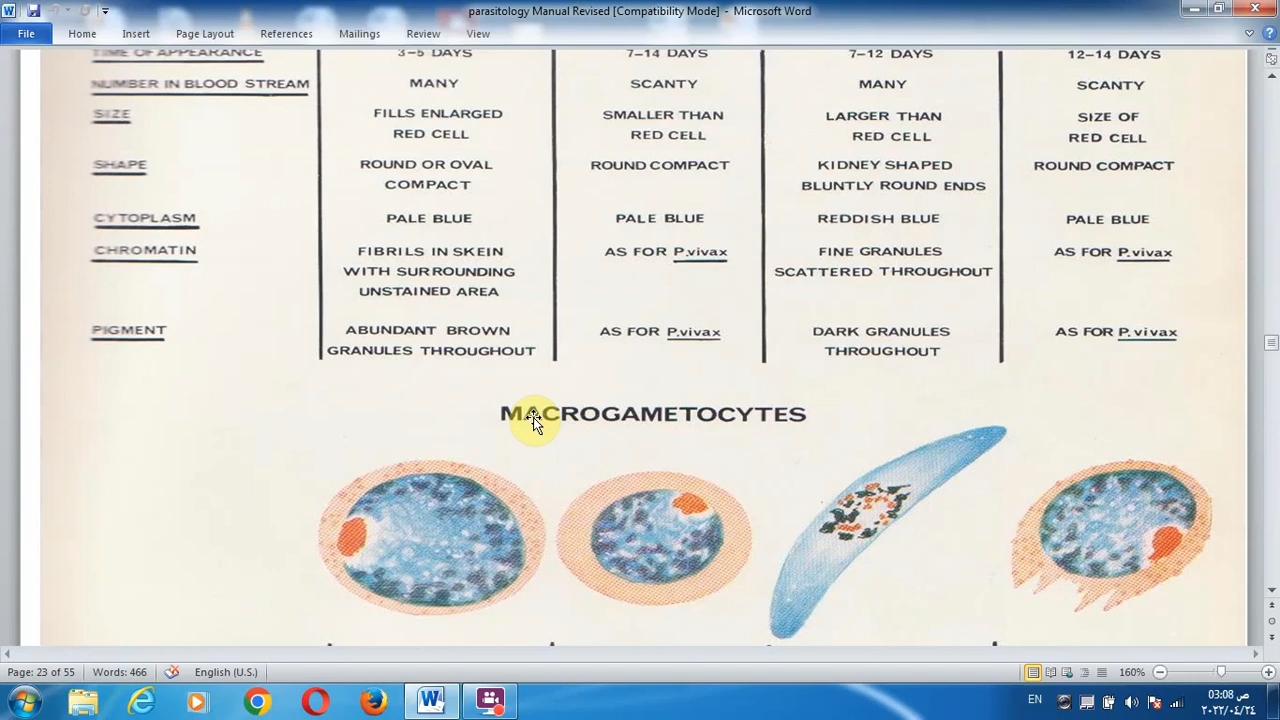 parasitology Manual Revised [Compatibility Mode] - Microsoft Word
File Home Insert Page Layout References Mailings Review View
TIME OF APPEARANCE 3–5 DAYS 7–14 DAYS 7–12 DAYS 12–14 DAYS
NUMBER IN BLOOD STREAM MANY SCANTY MANY SCANTY
SIZE FILLS ENLARGED SMALLER THAN LARGER THAN SIZE OF
RED CELL RED CELL RED CELL RED CELL
SHAPE ROUND OR OVAL ROUND COMPACT KIDNEY SHAPED ROUND COMPACT
COMPACT BLUNTLY ROUND ENDS
CYTOPLASM PALE BLUE PALE BLUE REDDISH BLUE PALE BLUE
CHROMATIN FIBRILS IN SKEIN AS FOR P.vivax FINE GRANULES AS FOR P.vivax
WITH SURROUNDING SCATTERED THROUGHOUT
UNSTAINED AREA
PIGMENT ABUNDANT BROWN AS FOR P.vivax DARK GRANULES AS FOR P. vivax
GRANULES THROUGHOUT THROUGHOUT
MACROGAMETOCYTES
Page: 23 of 55 Words: 466 English (U.S.) 160%
EN 03:08 ص
٢٠٢٢/٠٤/٢٤